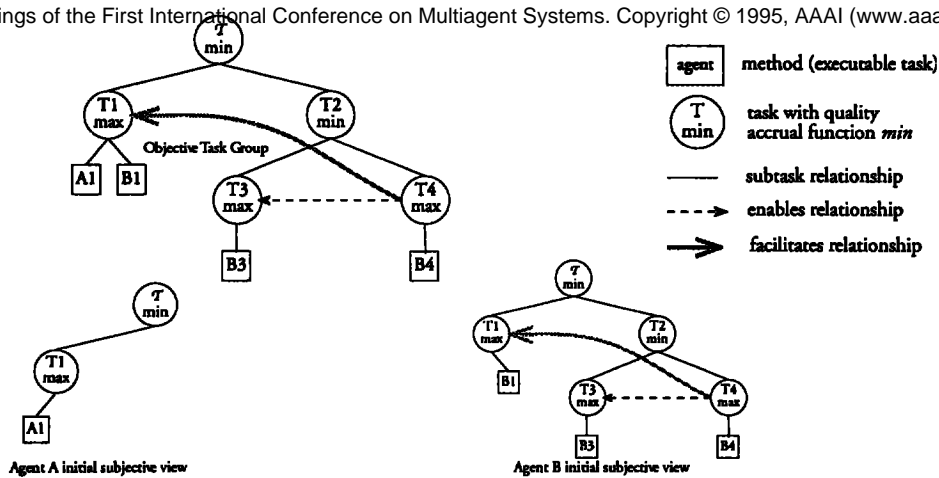 ings of the First International Conference on Multiagent Systems. Copyright © 1995, AAAI (www.aaa
T
min
T1
max
T2
min
Objective Task Group
A1
B1
T3
max
T4
max
B3
B4
agent
method (executable task)
T
min
task with quality
accrual function min
subtask relationship
enables relationship
facilitates relationship
T
min
T1
max
A1
Agent A initial subjective view
T
min
T1
max
T2
min
B1
T3
max
T4
max
B3
B4
Agent B initial subjective view